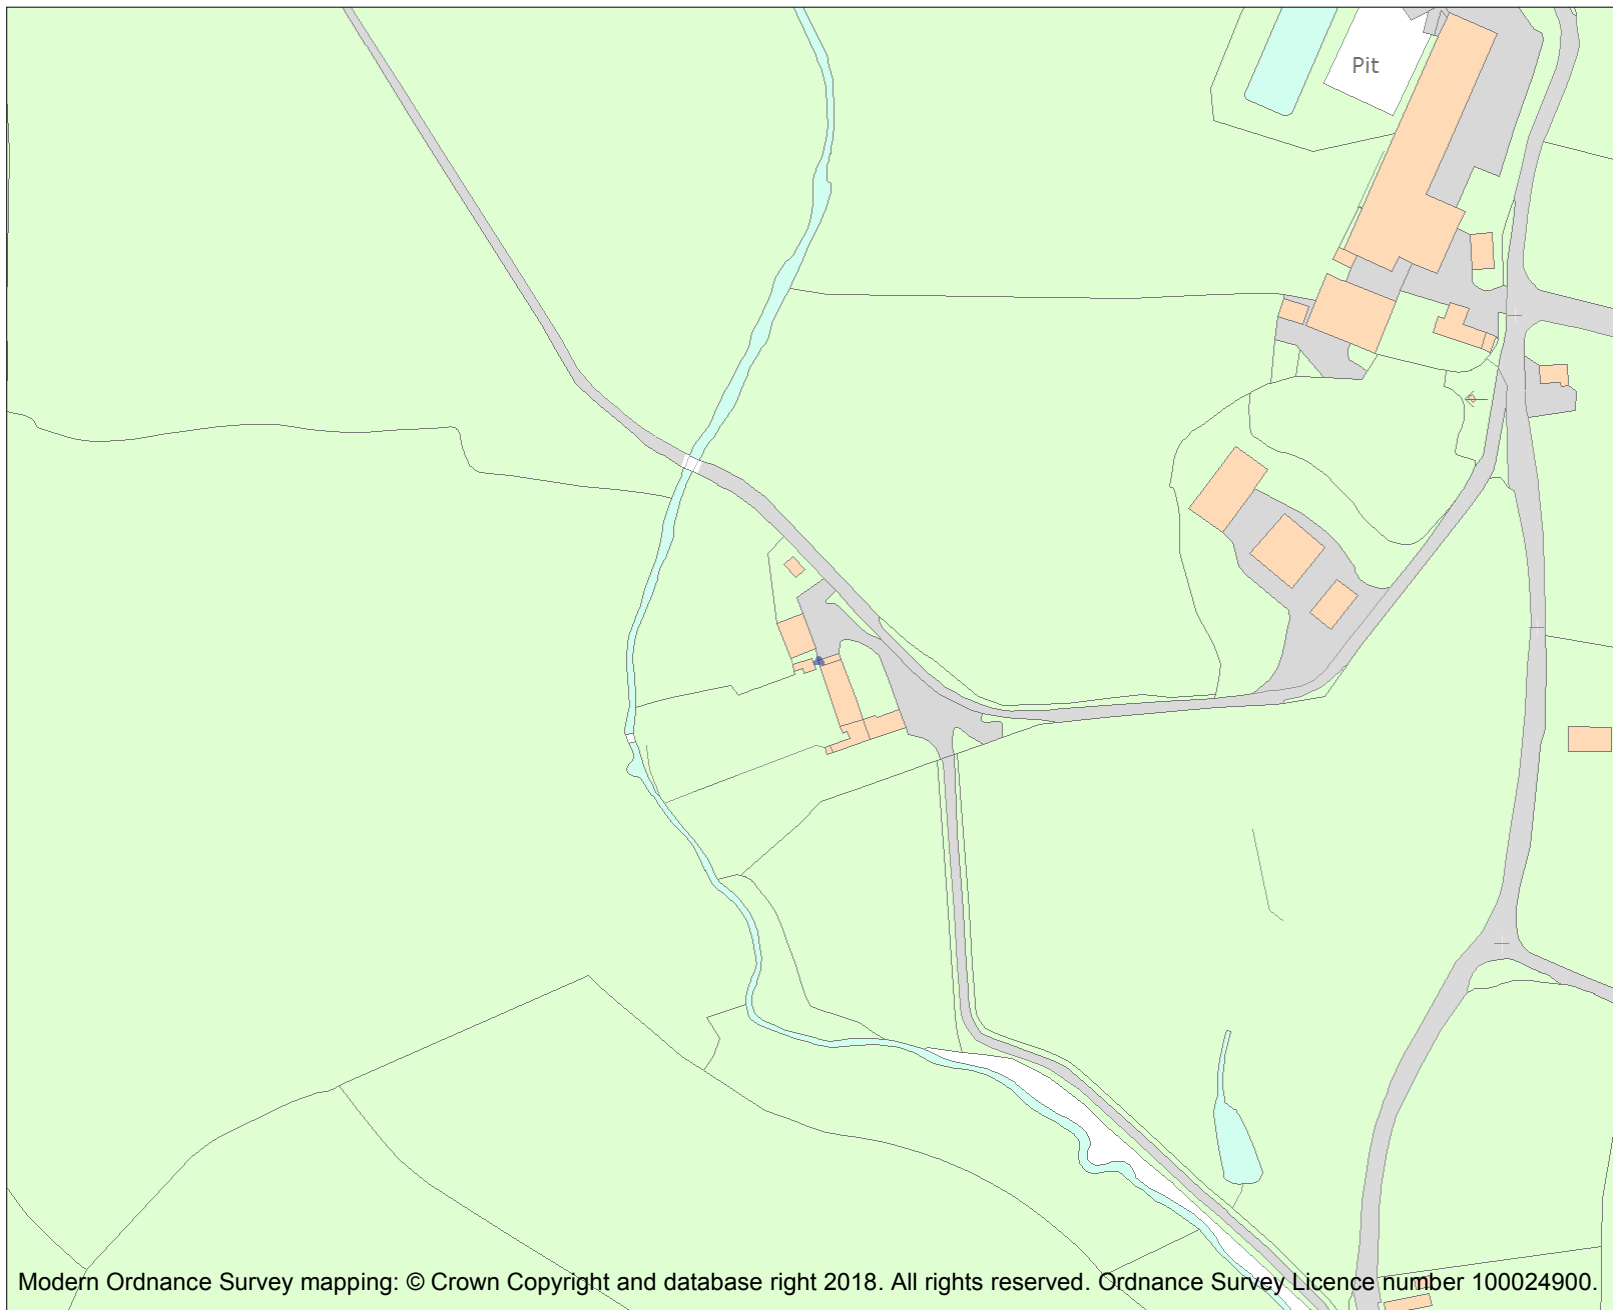 Pit
Modern Ordnance Survey mapping: © Crown Copyright and database right 2018. All rights reserved. Ordnance Survey Licence number 100024900.